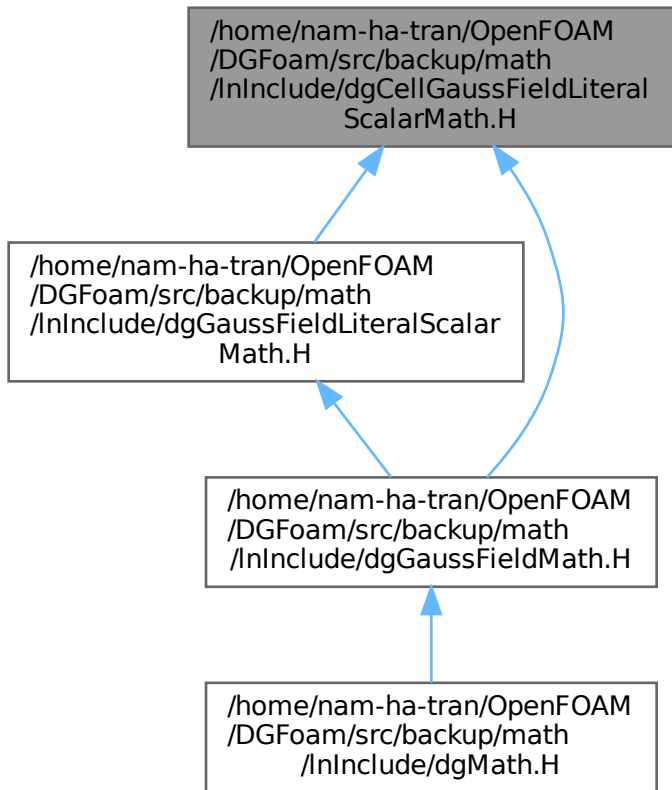 /home/nam-ha-tran/OpenFOAM
/DGFoam/src/backup/math
/lnInclude/dgCellGaussFieldLiteral
ScalarMath.H
/home/nam-ha-tran/OpenFOAM
/DGFoam/src/backup/math
/lnInclude/dgGaussFieldLiteralScalar
Math.H
/home/nam-ha-tran/OpenFOAM
/DGFoam/src/backup/math
/lnInclude/dgGaussFieldMath.H
/home/nam-ha-tran/OpenFOAM
/DGFoam/src/backup/math
/lnInclude/dgMath.H